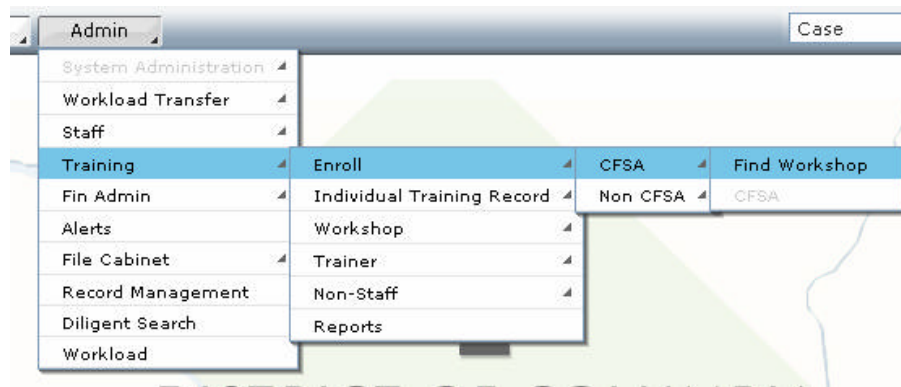 Admin
Case
System Administration
Workload Transfer
Staff
Training
Fin Admin
Alerts
File Cabinet
Record Management
Diligent Search
Workload
Enroll
Individual Training Record
Workshop
Trainer
Non-Staff
Reports
CFSA
Non CFSA
Find Workshop
CFSA